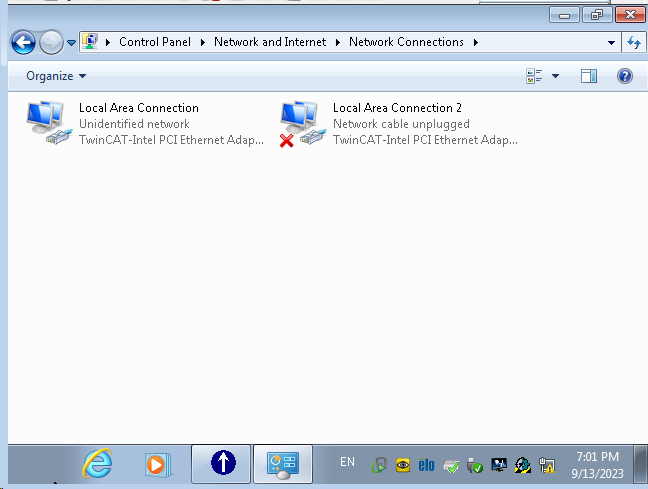 Control Panel Network and Internet Network Connections
Organize
Local Area Connection
Unidentified network
TwinCAT-Intel PCI Ethernet Adap...
Local Area Connection 2
Network cable unplugged
TwinCAT-Intel PCI Ethernet Adap...
EN
elo
7:01 PM
9/13/2023